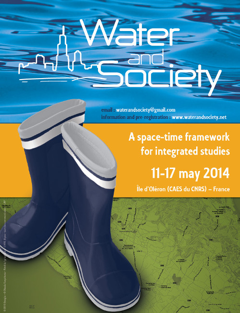 Water
and
Society
email: waterandsociety@gmail.com
information and pre-registration: www.waterandsociety.net
A space-time framework
for integrated studies
11-17 may 2014
Île d'Oléron (CAES du CNRS) – France